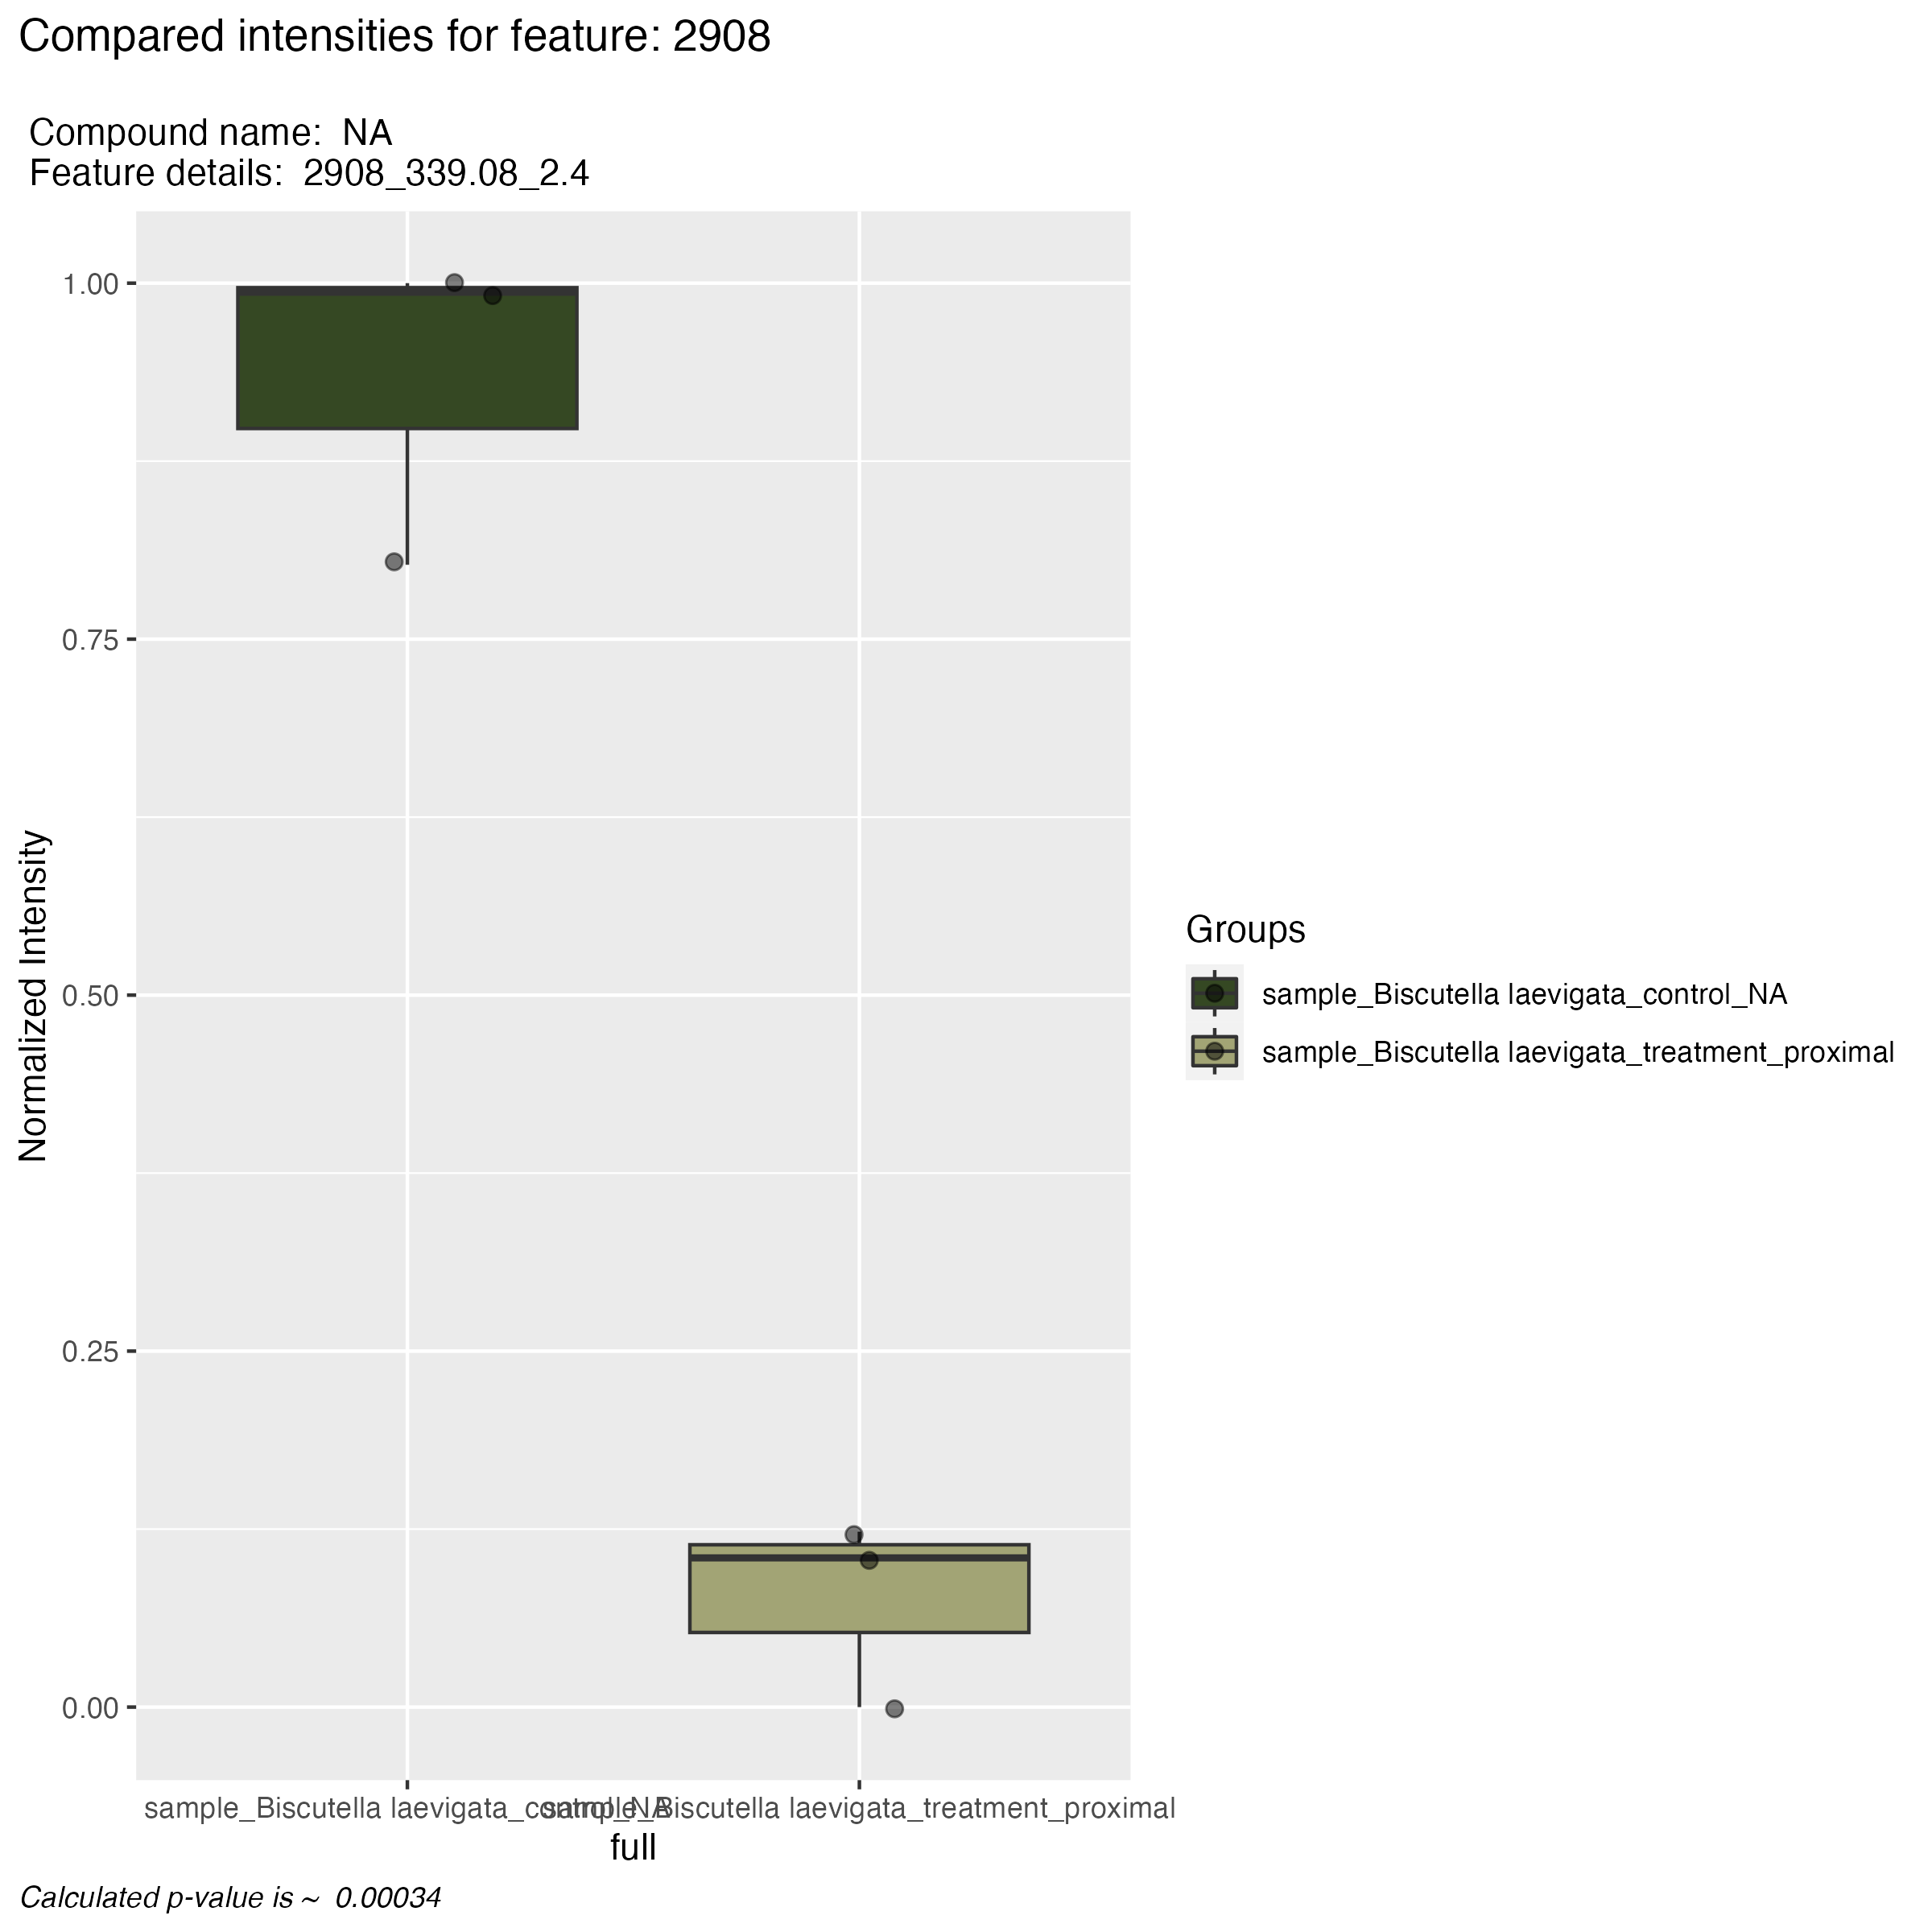 Compared intensities for feature: 2908
Compound name:  NA
Feature details:  2908_339.08_2.4
1.00
0.75
0.50
0.25
0.00
Normalized Intensity
Groups
sample_Biscutella laevigata_control_NA
sample_Biscutella laevigata_treatment_proximal
sample_Biscutella laevigata_control_NA
sample_Biscutella laevigata_treatment_proximal
full
Calculated p-value is ~  0.00034